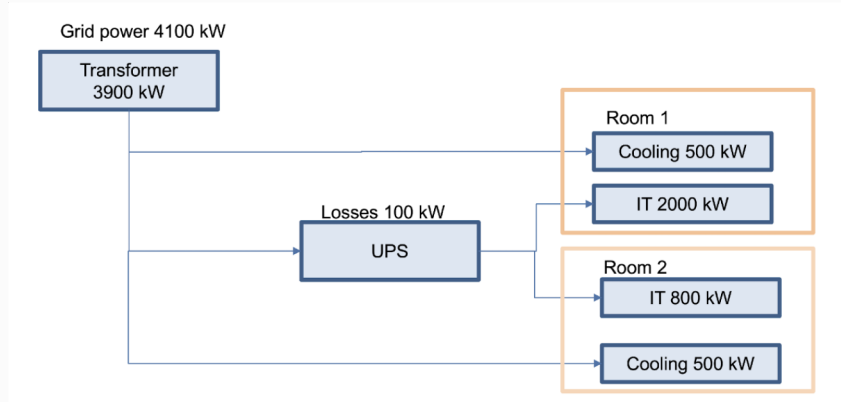 Grid power 4100 kW
Transformer
3900 kW
Room 1
Cooling 500 kW
IT 2000 kW
Losses 100 kW
UPS
Room 2
IT 800 kW
Cooling 500 kW